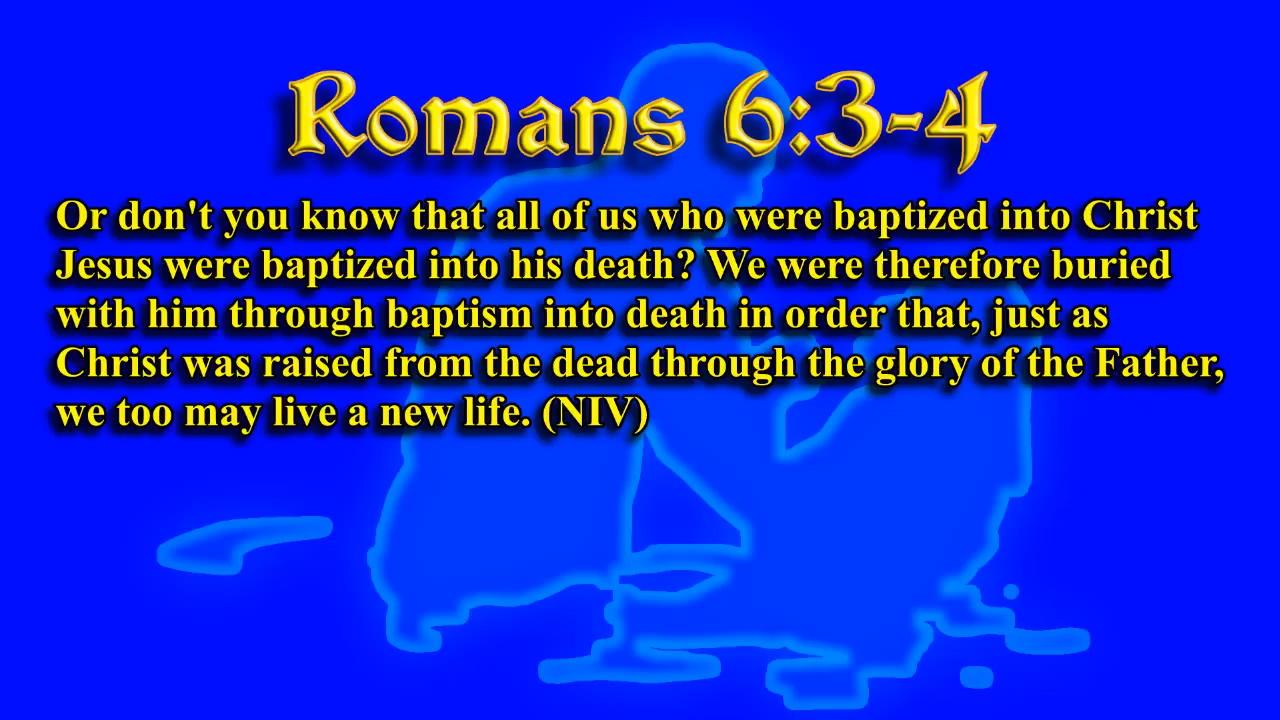 Romans 6:3-4
Or don't you know that all of us who were baptized into Christ
Jesus were baptized into his death? We were therefore buried
with him through baptism into death in order that, just as
Christ was raised from the dead through the glory of the Father,
we too may live a new life. (NIV)